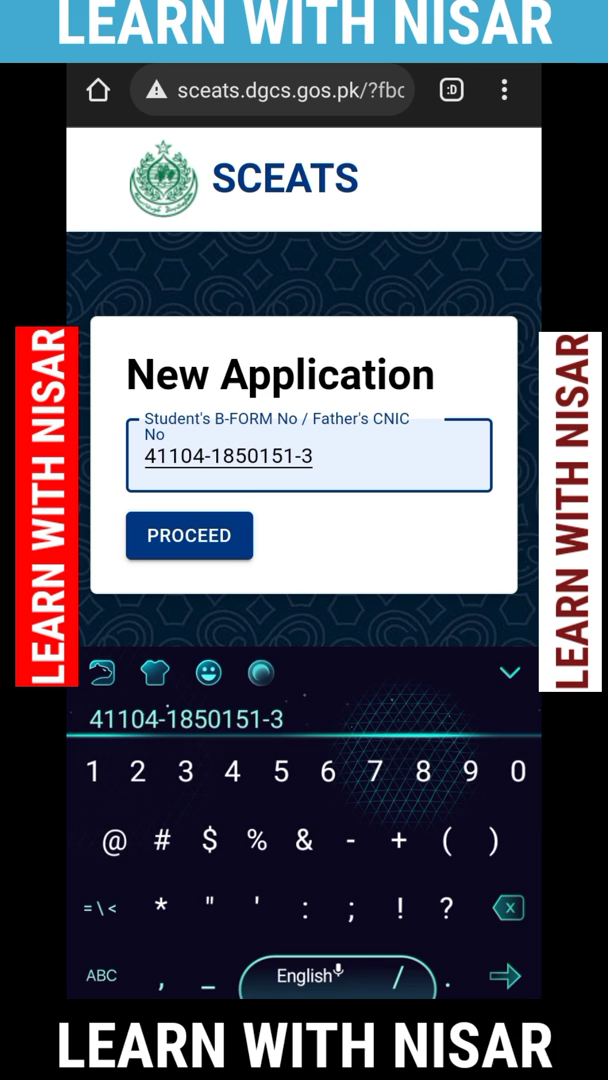 LEARN WITH NISAR
sceats.dgcs.gos.pk/?fbc
:D
SCEATS
LEARN WITH NISAR
LEARN WITH NISAR
New Application
Student's B-FORM No / Father's CNIC
No
41104-1850151-3
PROCEED
41104-1850151-3
1 2 3 4 5 6 7 8 9 0
@ # $ % & - + ( )
= \ < * " ' : ; ! ?
ABC , _ English / .
LEARN WITH NISAR